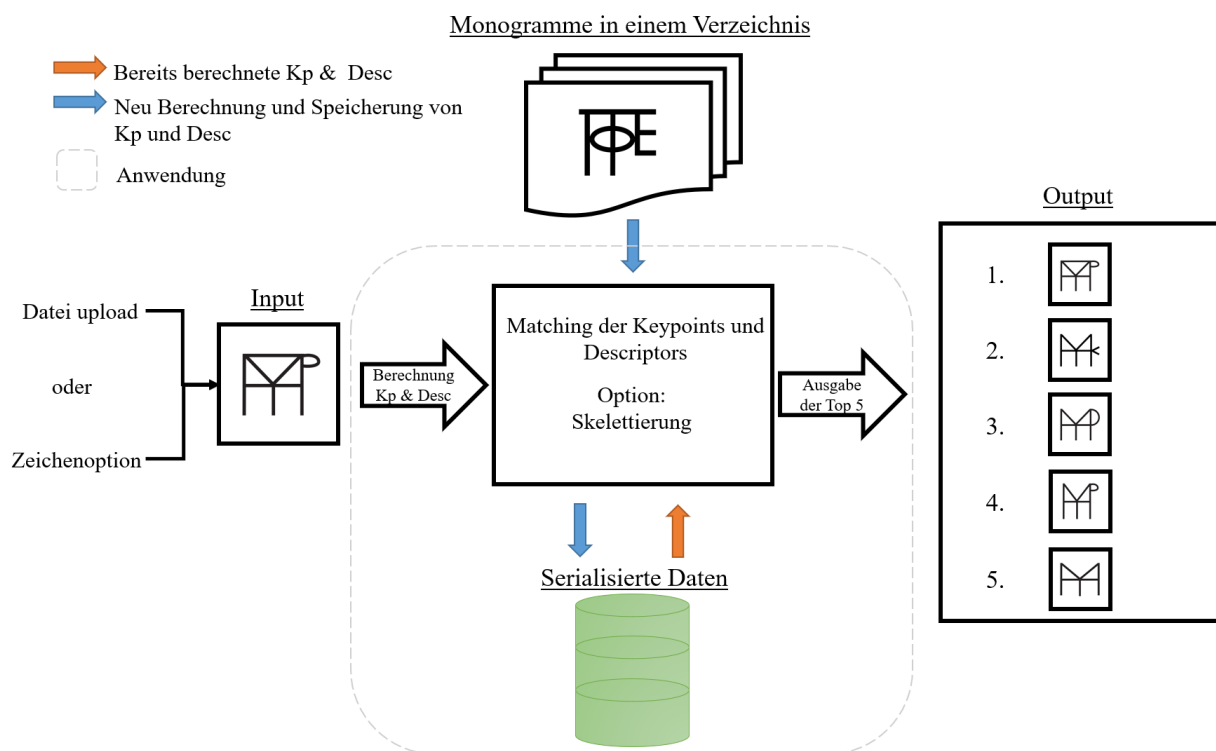 Monogramme in einem Verzeichnis
Bereits berechnete Kp & Desc
Neu Berechnung und Speicherung von
Kp und Desc
Anwendung
Output
Input
Datei upload
oder
Zeichenoption
Berechnung
Kp & Desc
Matching der Keypoints und
Descriptors
Option:
Skelettierung
Ausgabe
der Top 5
1.
2.
3.
4.
5.
Serialisierte Daten